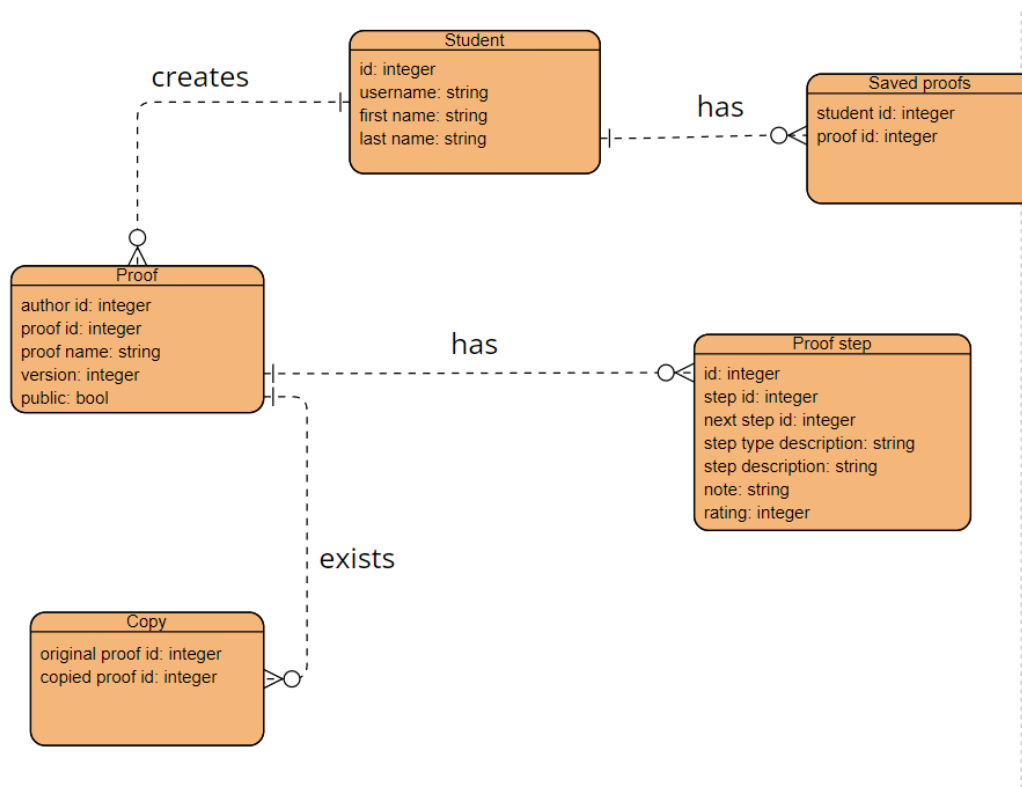 Student
id: integer
username: string
first name: string
last name: string
creates
has
Saved proofs
student id: integer
proof id: integer
Proof
author id: integer
proof id: integer
proof name: string
version: integer
public: bool
has
Proof step
id: integer
step id: integer
next step id: integer
step type description: string
step description: string
note: string
rating: integer
exists
Copy
original proof id: integer
copied proof id: integer